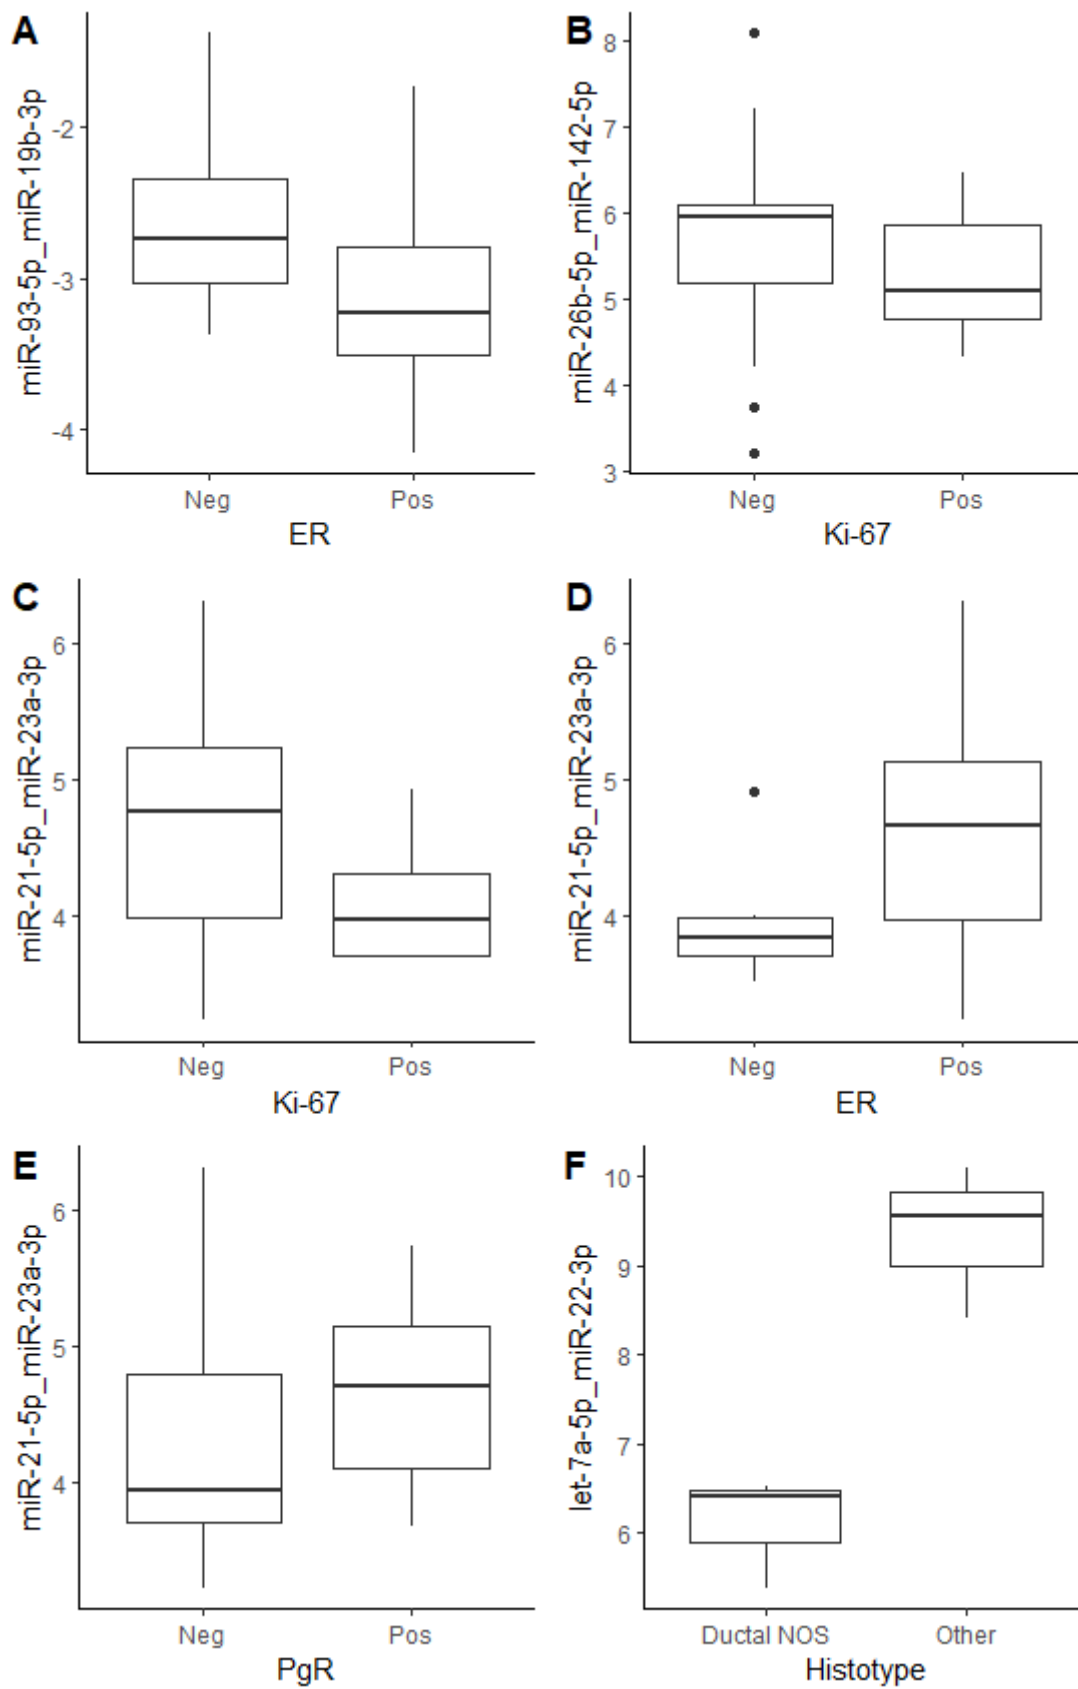 A
miR-93-5p_miR-19b-3p
-2
-3
-4
Neg Pos
ER
B
miR-26b-5p_miR-142-5p
8
7
6
5
4
3
Neg Pos
Ki-67
C
miR-21-5p_miR-23a-3p
6
5
4
Neg Pos
Ki-67
D
miR-21-5p_miR-23a-3p
6
5
4
Neg Pos
ER
E
miR-21-5p_miR-23a-3p
6
5
4
Neg Pos
PgR
F
let-7a-5p_miR-22-3p
10
9
8
7
6
Ductal NOS Other
Histotype